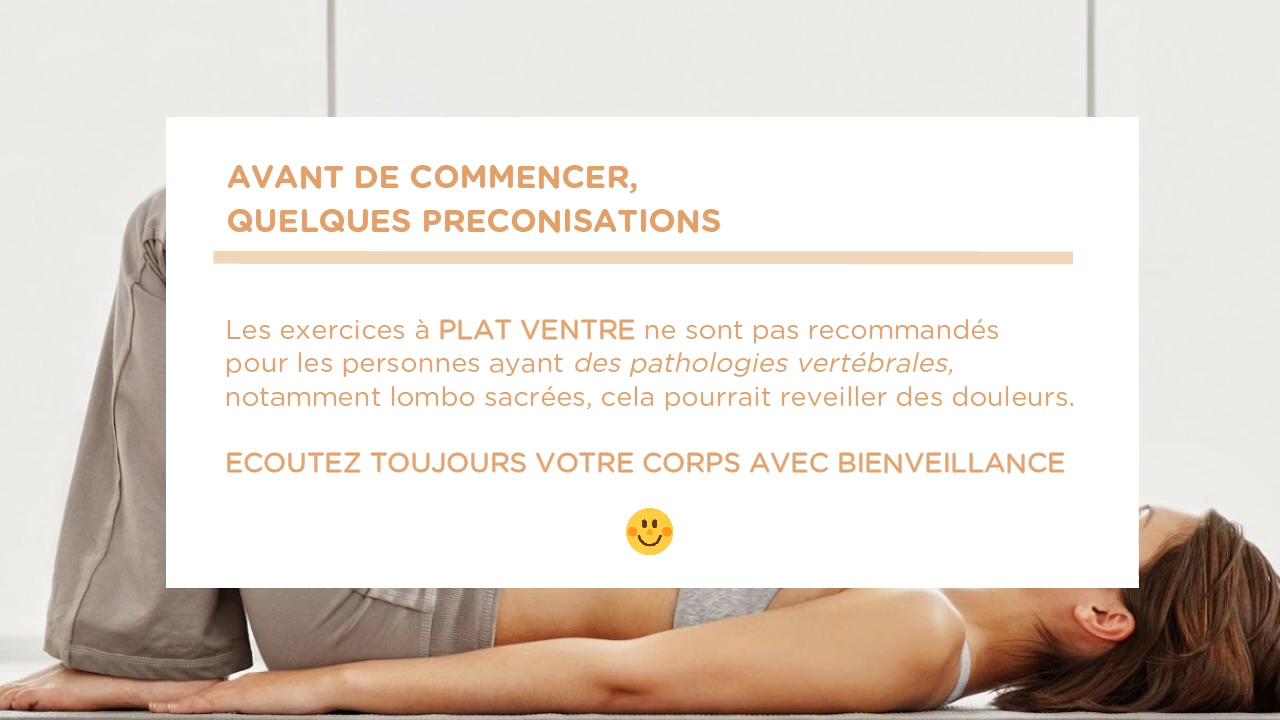 AVANT DE COMMENCER,
QUELQUES PRECONISATIONS
Les exercices à PLAT VENTRE ne sont pas recommandés
pour les personnes ayant des pathologies vertébrales,
notamment lombo sacrées, cela pourrait reveiller des douleurs.
ECOUTEZ TOUJOURS VOTRE CORPS AVEC BIENVEILLANCE